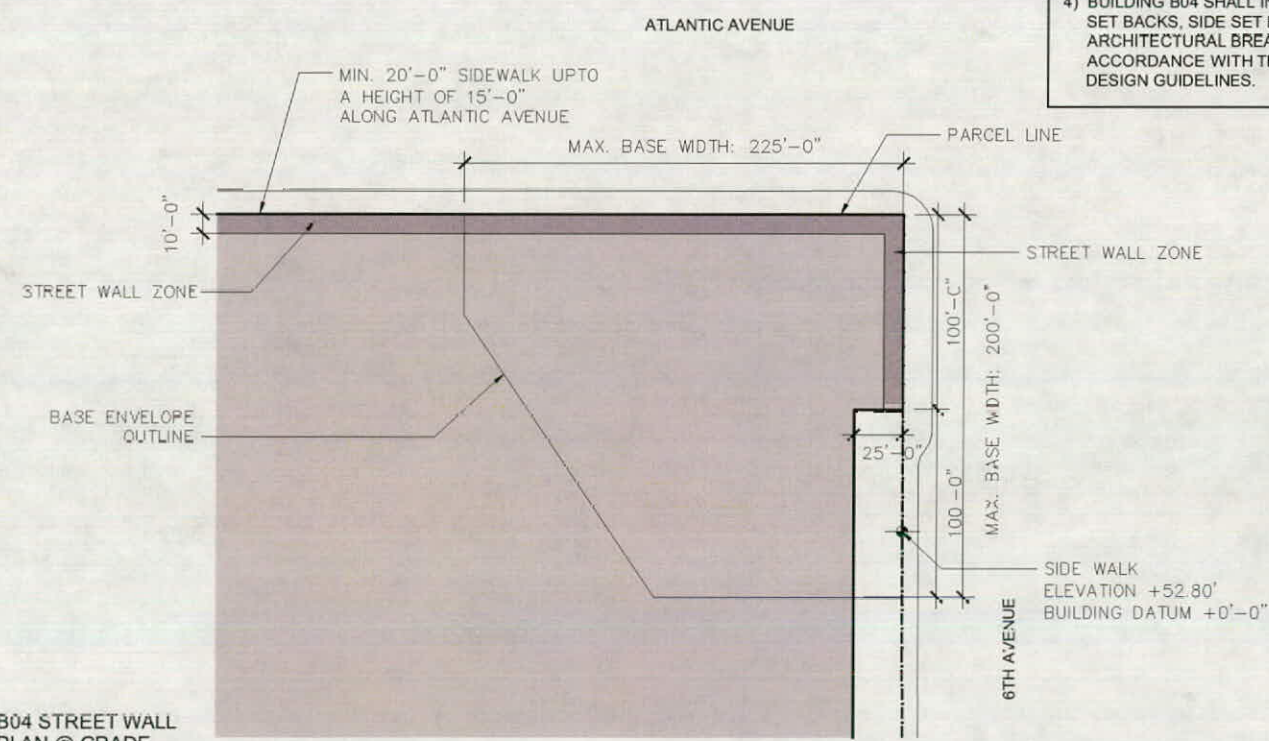 ATLANTIC AVENUE
4) BUILDING B04 SHALL
SET BACKS, SIDE SET
ARCHITECTURAL
ACCORDANCE WITH
DESIGN GUIDELINES.
MIN. 20'-0" SIDEWALK UPTO
A HEIGHT OF 15'-0"
ALONG ATLANTIC AVENUE
MAX. BASE WIDTH: 225'-0"
PARCEL LINE
10'-0"
STREET WALL ZONE
STREET WALL ZONE
100'-0"
MAX. BASE WIDTH: 200'-0"
BASE ENVELOPE
OUTLINE
25'-0"
100'-0"
SIDE WALK
ELEVATION +52.80'
BUILDING DATUM +0'-0"
6TH AVENUE
B04 STREET WALL
PLAN @ GRADE